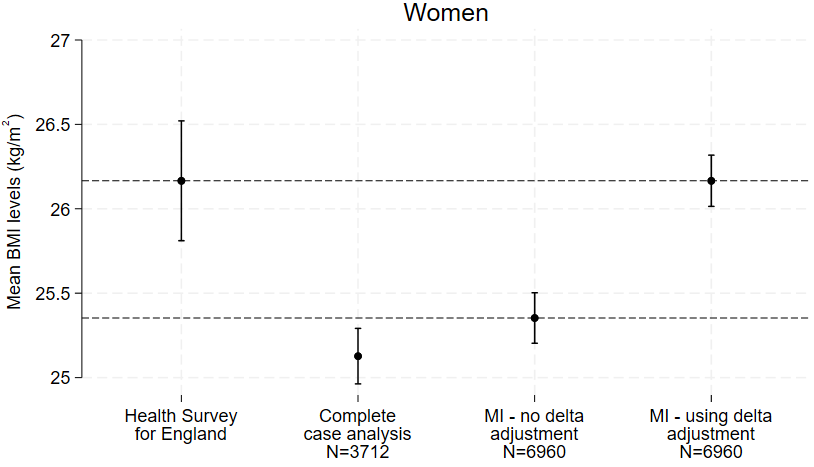 Women
Mean BMI levels (kg/m²)
27
26.5
26
25.5
25
Health Survey
for England
Complete
case analysis
N=3712
MI - no delta
adjustment
N=6960
MI - using delta
adjustment
N=6960